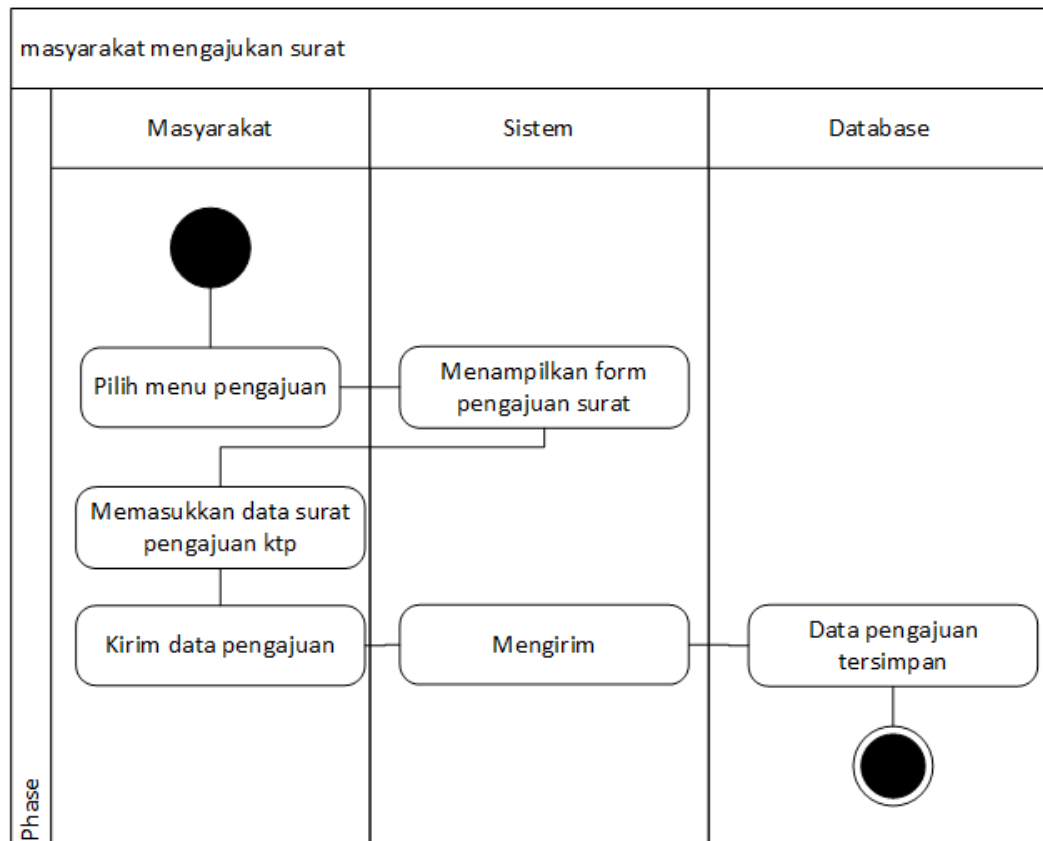 masyarakat mengajukan surat
Masyarakat
Sistem
Database
Pilih menu pengajuan
Menampilkan form
pengajuan surat
Memasukkan data surat
pengajuan ktp
Kirim data pengajuan
Mengirim
Data pengajuan
tersimpan
Phase